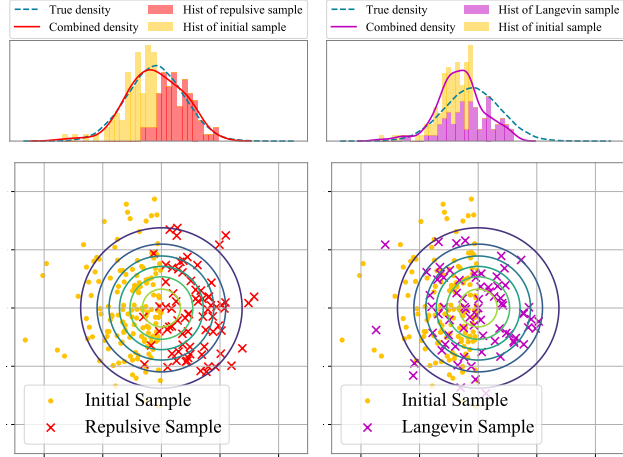 True density
Hist of repulsive sample
Combined density
Hist of initial sample
True density
Hist of Langevin sample
Combined density
Hist of initial sample
Initial Sample
Repulsive Sample
Initial Sample
Langevin Sample